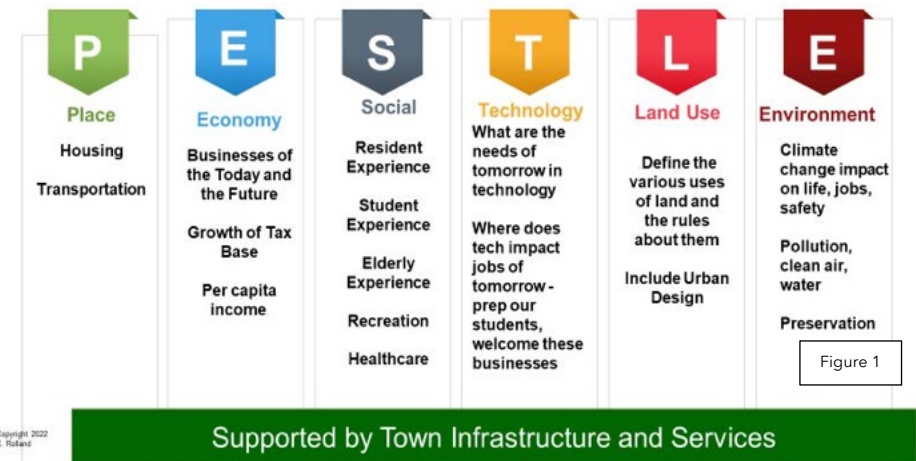 P
Place
Housing
Transportation
E
Economy
Businesses of
the Today and
the Future
Growth of Tax
Base
Per capita
income
S
Social
Resident
Experience
Student
Experience
Elderly
Experience
Recreation
Healthcare
T
Technology
What are the
needs of
tomorrow in
technology
Where does
tech impact
jobs of
tomorrow -
prep our
students,
welcome these
businesses
L
Land Use
Define the
various uses
of land and
the rules
about them
Include Urban
Design
E
Environment
Climate
change impact
on life, jobs,
safety
Pollution,
clean air,
water
Preservation
Figure 1
Copyright 2022
Rolland
Supported by Town Infrastructure and Services